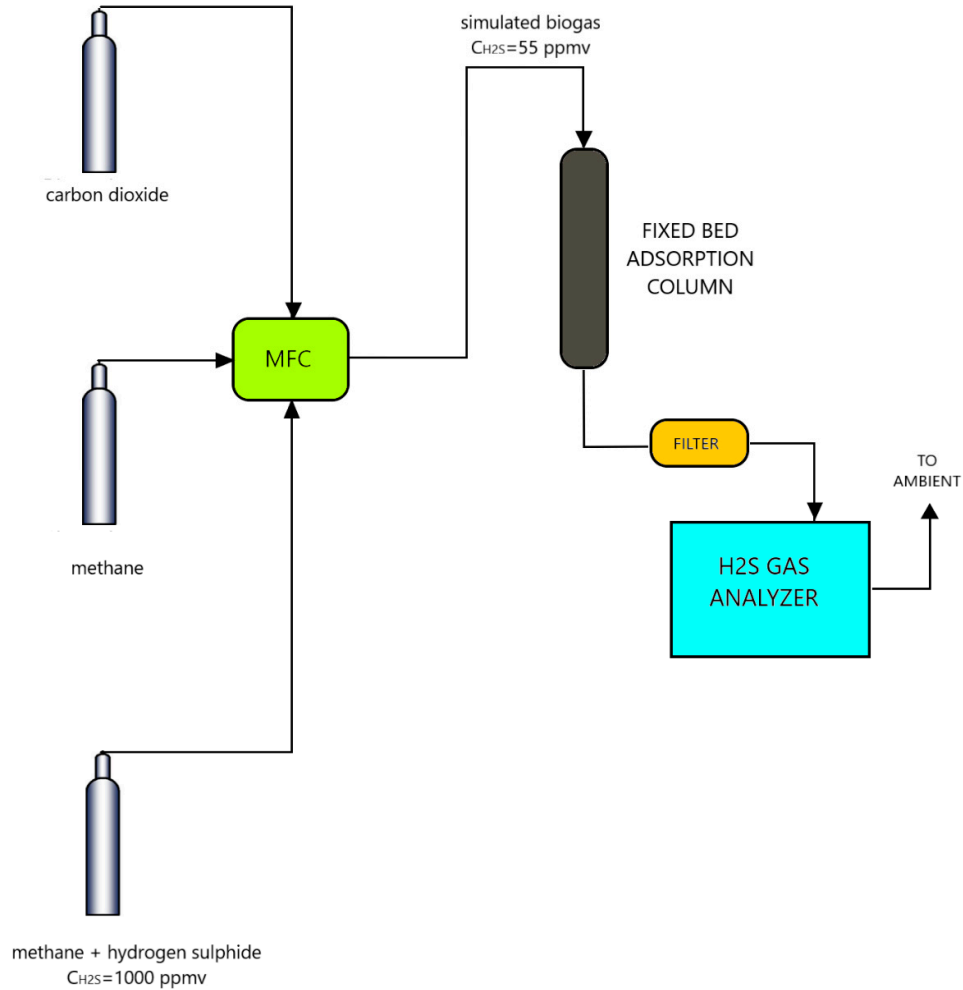 simulated biogas
CH2S=55 ppmv
carbon dioxide
FIXED BED
ADSORPTION
COLUMN
MFC
FILTER
TO
AMBIENT
methane
H2S GAS
ANALYZER
methane + hydrogen sulphide
CH2S=1000 ppmv